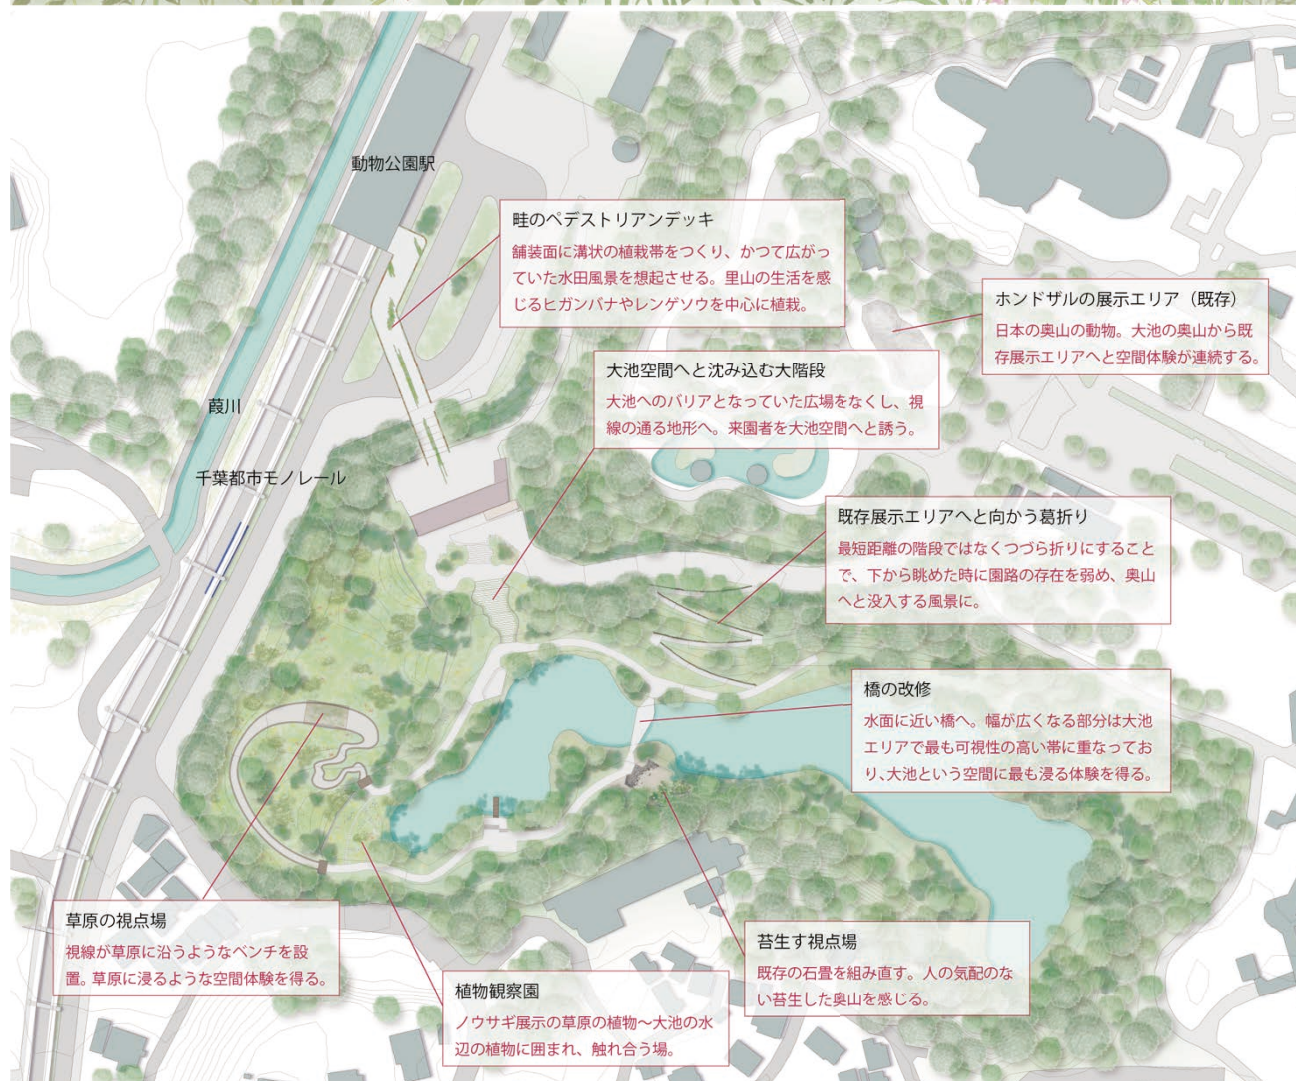 動物公園駅
畦のペデストリアンデッキ
舗装面に溝状の植栽帯をつくり、かつて広がっ
ていた水田風景を想起させる。里山の生活を感
じるヒガンバナやレンゲソウを中心に植栽。
ホンドザルの展示エリア（既存）
日本の奥山の動物。大池の奥山から既
存展示エリアへと空間体験が連続する。
大池空間へと沈み込む大階段
大池へのバリアとなっていた広場をなくし、視
線の通る地形へ。来園者を大池空間へと誘う。
葭川
千葉都市モノレール
既存展示エリアへと向かう葛折り
最短距離の階段ではなくつづら折りにすること
で、下から眺めた時に園路の存在を弱め、奥山
へと没入する風景に。
橋の改修
水面に近い橋へ。幅が広くなる部分は大池
エリアで最も可視性の高い帯に重なってお
り、大池という空間に最も浸る体験を得る。
草原の視点場
視線が草原に沿うようなベンチを設
置。草原に浸るような空間体験を得る。
苔生す視点場
既存の石畳を組み直す。人の気配のな
い苔生した奥山を感じる。
植物観察園
ノウサギ展示の草原の植物〜大池の水
辺の植物に囲まれ、触れ合う場。